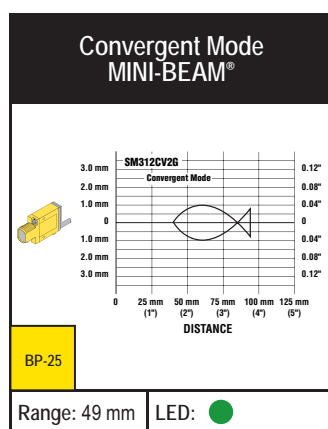 Convergent Mode
MINI-BEAM®
SM312CV2G
Convergent Mode
3.0 mm 0.12"
2.0 mm 0.08"
1.0 mm 0.04"
0 0
1.0 mm 0.04"
2.0 mm 0.08"
3.0 mm 0.12"
0 25 mm 50 mm 75 mm 100 mm 125 mm
(1") (2") (3") (4") (5")
DISTANCE
BP-25
Range: 49 mm LED: